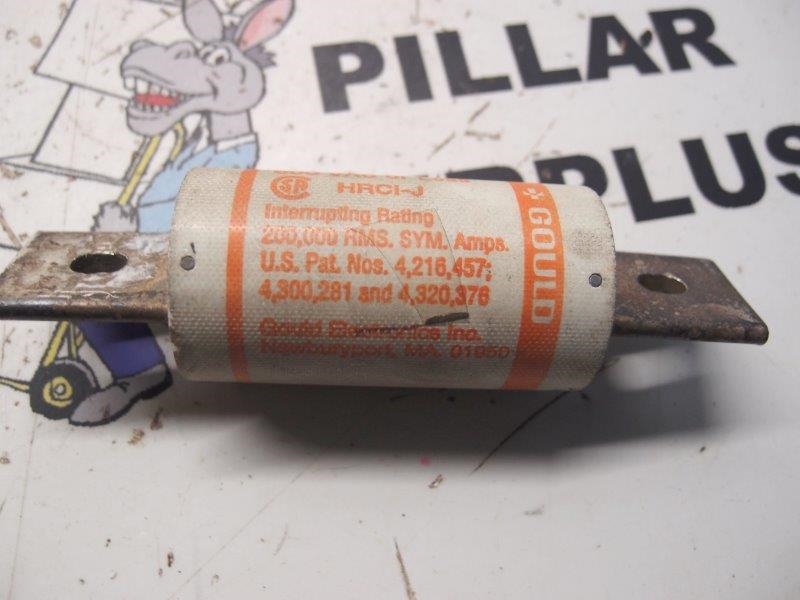 PILLAR
HRCI-J
Interrupting Rating
200,000 RMS. SYM. Amps.
U.S. Pat. Nos. 4,216,457;
4,300,281 and 4,320,376
Gould Electronics Inc.
Newburyport, MA. 01950
GOULD
SR